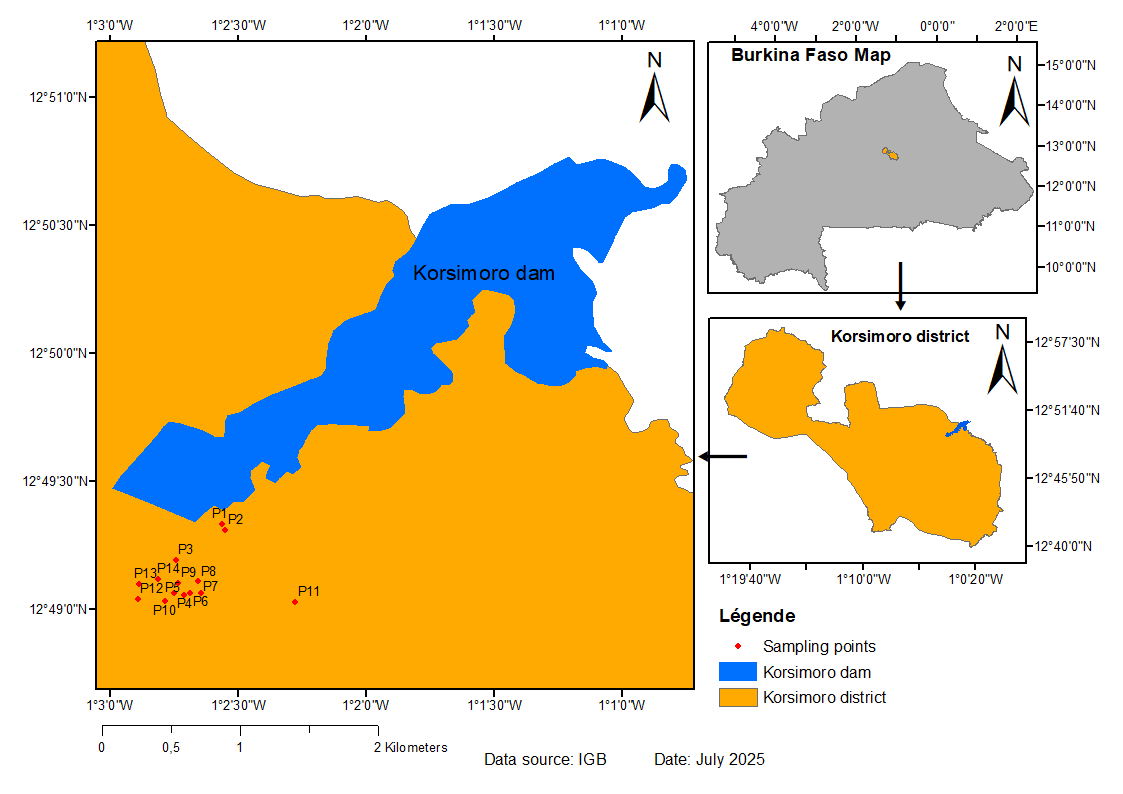 1°3'0"W 1°2'30"W 1°2'0"W 1°1'30"W 1°1'0"W
4°0'0"W 2°0'0"W 0°0'0" 2°0'0"E
Burkina Faso Map
N
N
15°0'0"N
14°0'0"N
13°0'0"N
12°0'0"N
11°0'0"N
10°0'0"N
12°51'0"N
12°50'30"N
12°50'0"N
12°49'30"N
12°49'0"N
Korsimoro dam
P1
P2
P3
P13
P14
P9
P8
P12
P5
P7
P10
P4
P6
P11
1°3'0"W 1°2'30"W 1°2'0"W 1°1'30"W 1°1'0"W
Korsimoro district
N
12°57'30"N
12°51'40"N
12°45'50"N
12°40'0"N
1°19'40"W 1°10'0"W 1°0'20"W
Légende
Sampling points
Korsimoro dam
Korsimoro district
0 0,5 1 2 Kilometers
Data source: IGB Date: July 2025